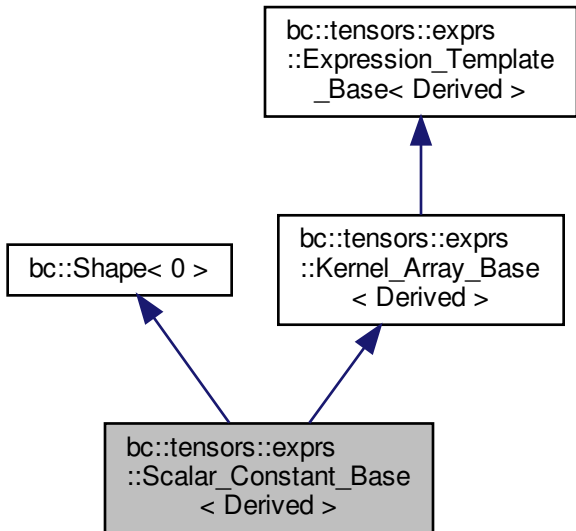 bc::tensors::exprs
::Expression_Template
_Base< Derived >
bc::Shape< 0 >
bc::tensors::exprs
::Kernel_Array_Base
< Derived >
bc::tensors::exprs
::Scalar_Constant_Base
< Derived >